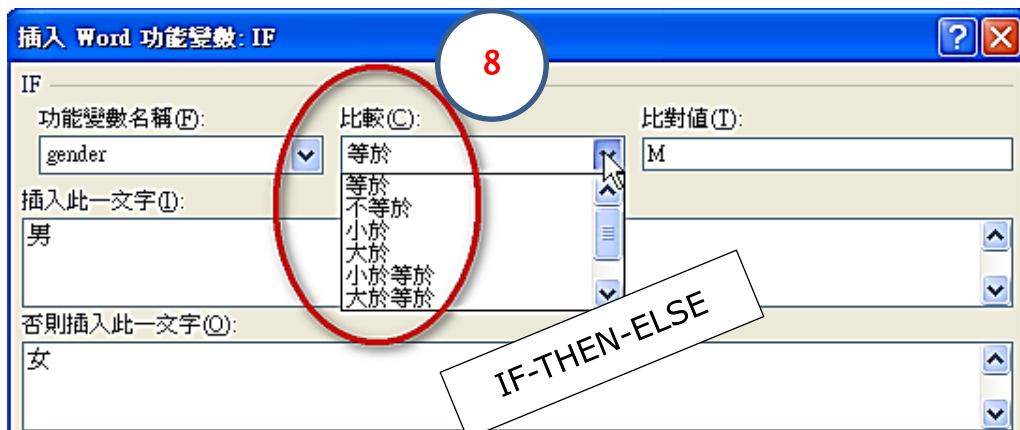 插入 Word 功能變數: IF
8
IF
功能變數名稱(F):
比較(C):
比對值(T):
gender
等於
M
等於
不等於
小於
大於
小於等於
大於等於
插入此一文字(I):
男
IF-THEN-ELSE
否則插入此一文字(O):
女